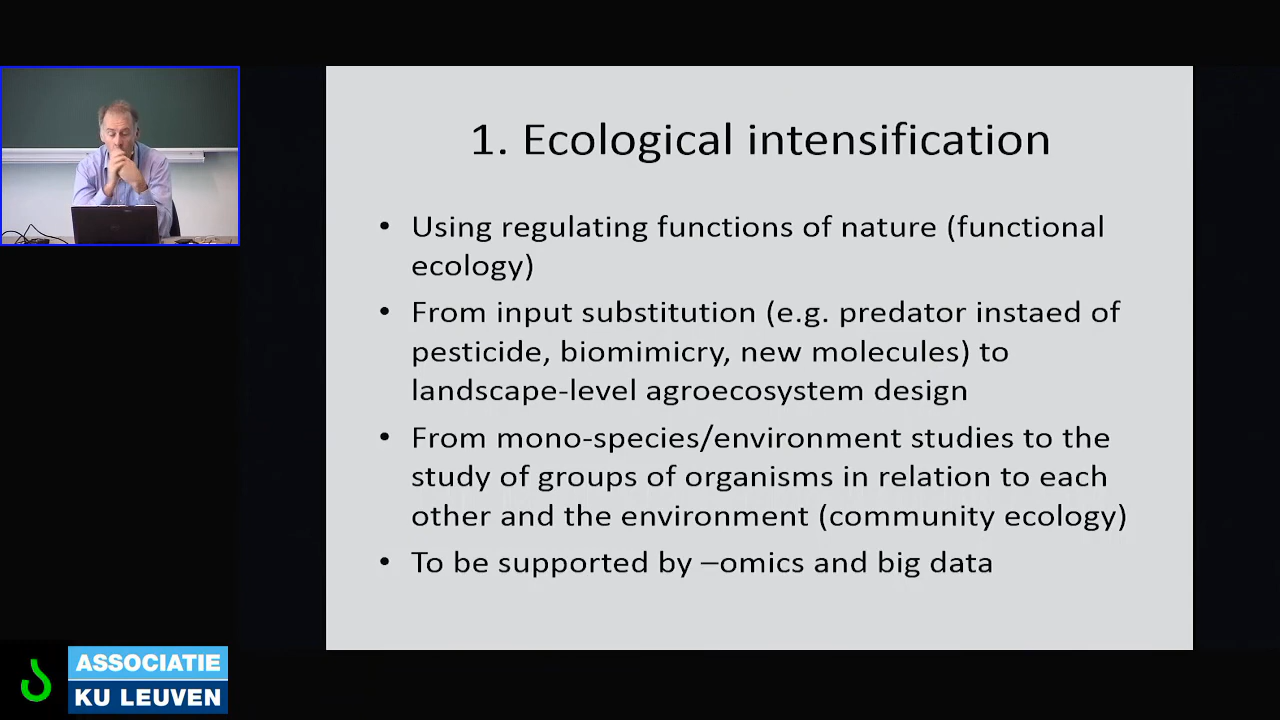 1. Ecological intensification
• Using regulating functions of nature (functional
ecology)
• From input substitution (e.g. predator instaed of
pesticide, biomimicry, new molecules) to
landscape-level agroecosystem design
• From mono-species/environment studies to the
study of groups of organisms in relation to each
other and the environment (community ecology)
• To be supported by –omics and big data
ASSOCIATIE
KU LEUVEN